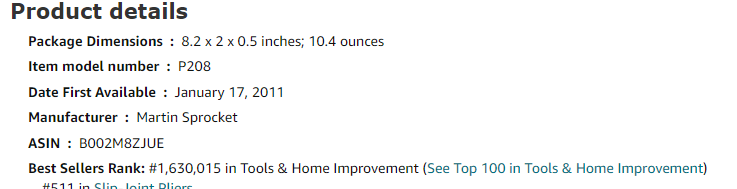 Product details
Package Dimensions : 8.2 x 2 x 0.5 inches; 10.4 ounces
Item model number : P208
Date First Available : January 17, 2011
Manufacturer : Martin Sprocket
ASIN : B002M8ZJUE
Best Sellers Rank: #1,630,015 in Tools & Home Improvement (See Top 100 in Tools & Home Improvement)
#511 in Slip-Joint Pliers